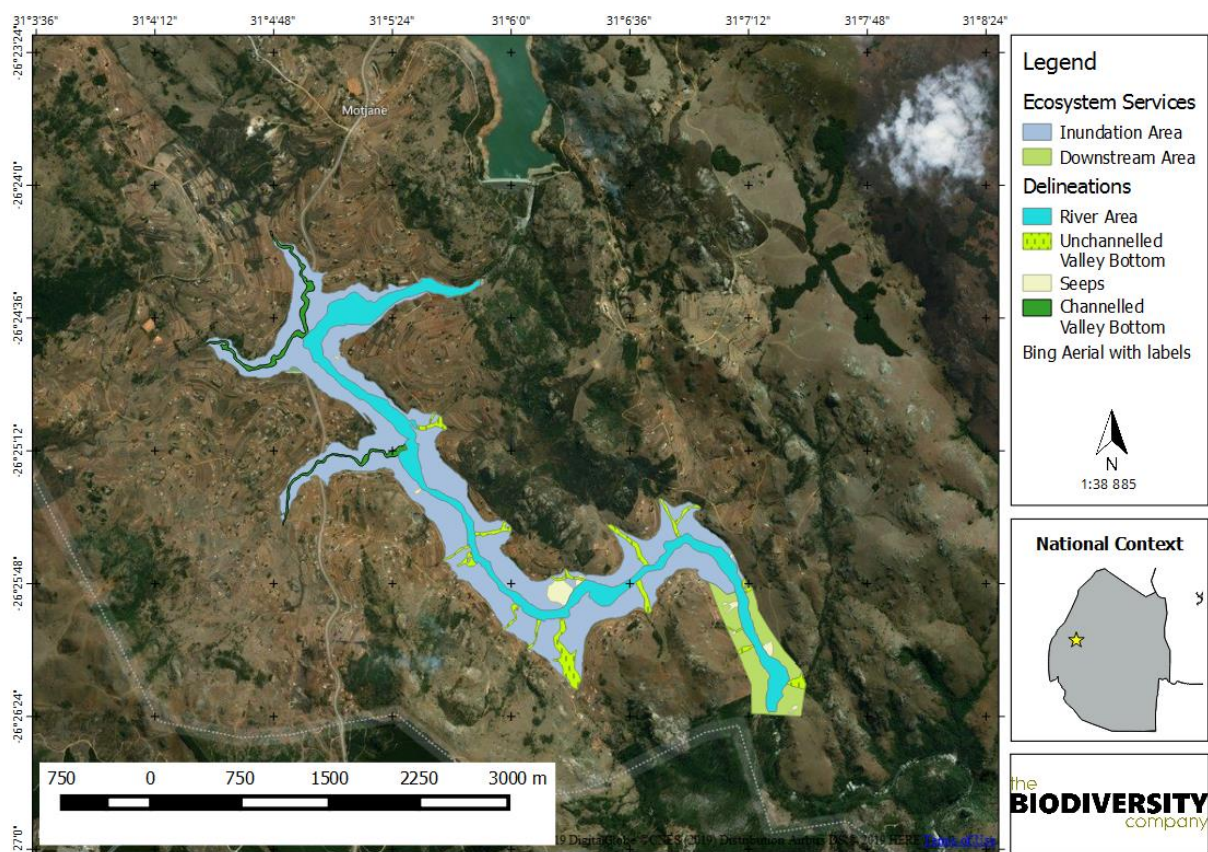 31°3'36" 31°4'12" 31°4'48" 31°5'24" 31°6'0" 31°6'36" 31°7'12" 31°7'48" 31°8'24"
-26°23'24"
-26°24'0"
-26°24'36"
-26°25'12"
-26°25'48"
-26°26'24"
27'0"
Motjane
750 0 750 1500 2250 3000 m
Legend
Ecosystem Services
Inundation Area
Downstream Area
Delineations
River Area
Unchannelled
Valley Bottom
Seeps
Channelled
Valley Bottom
Bing Aerial with labels
N
1:38 885
National Context
the
BIODIVERSITY
company